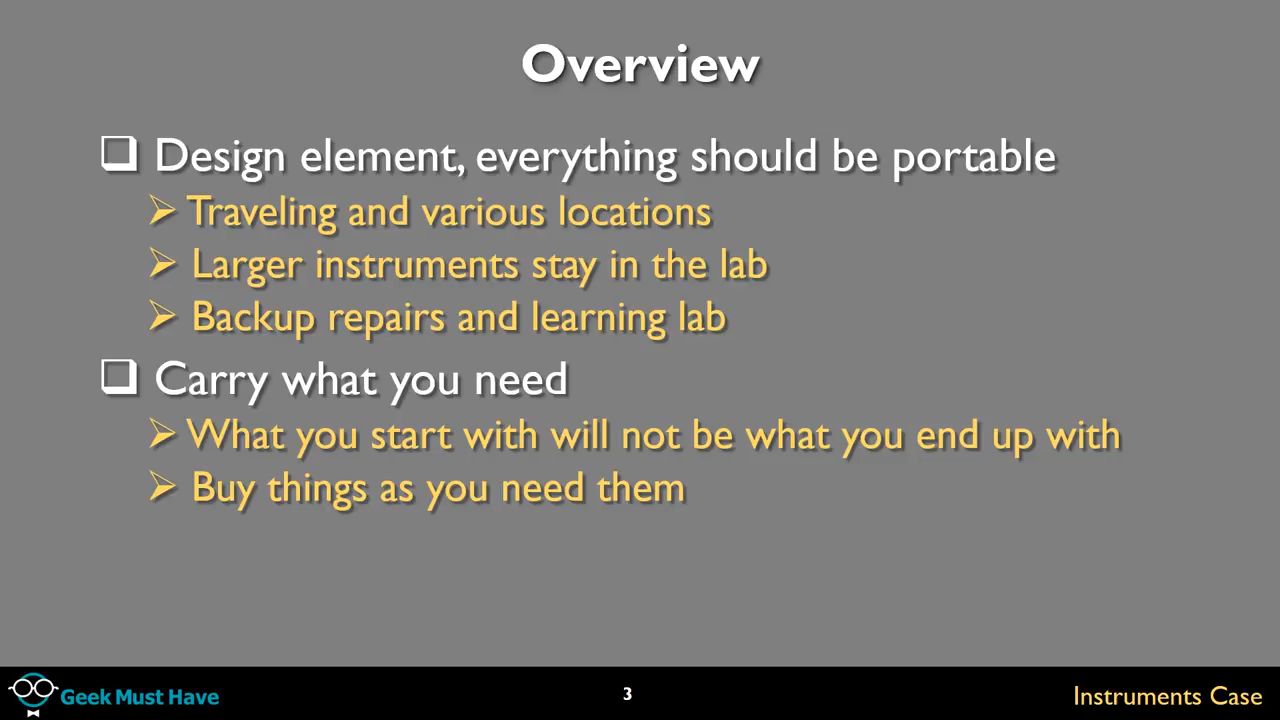 Overview
Design element, everything should be portable
Traveling and various locations
Larger instruments stay in the lab
Backup repairs and learning lab
Carry what you need
What you start with will not be what you end up with
Buy things as you need them
Geek Must Have
3
Instruments Case